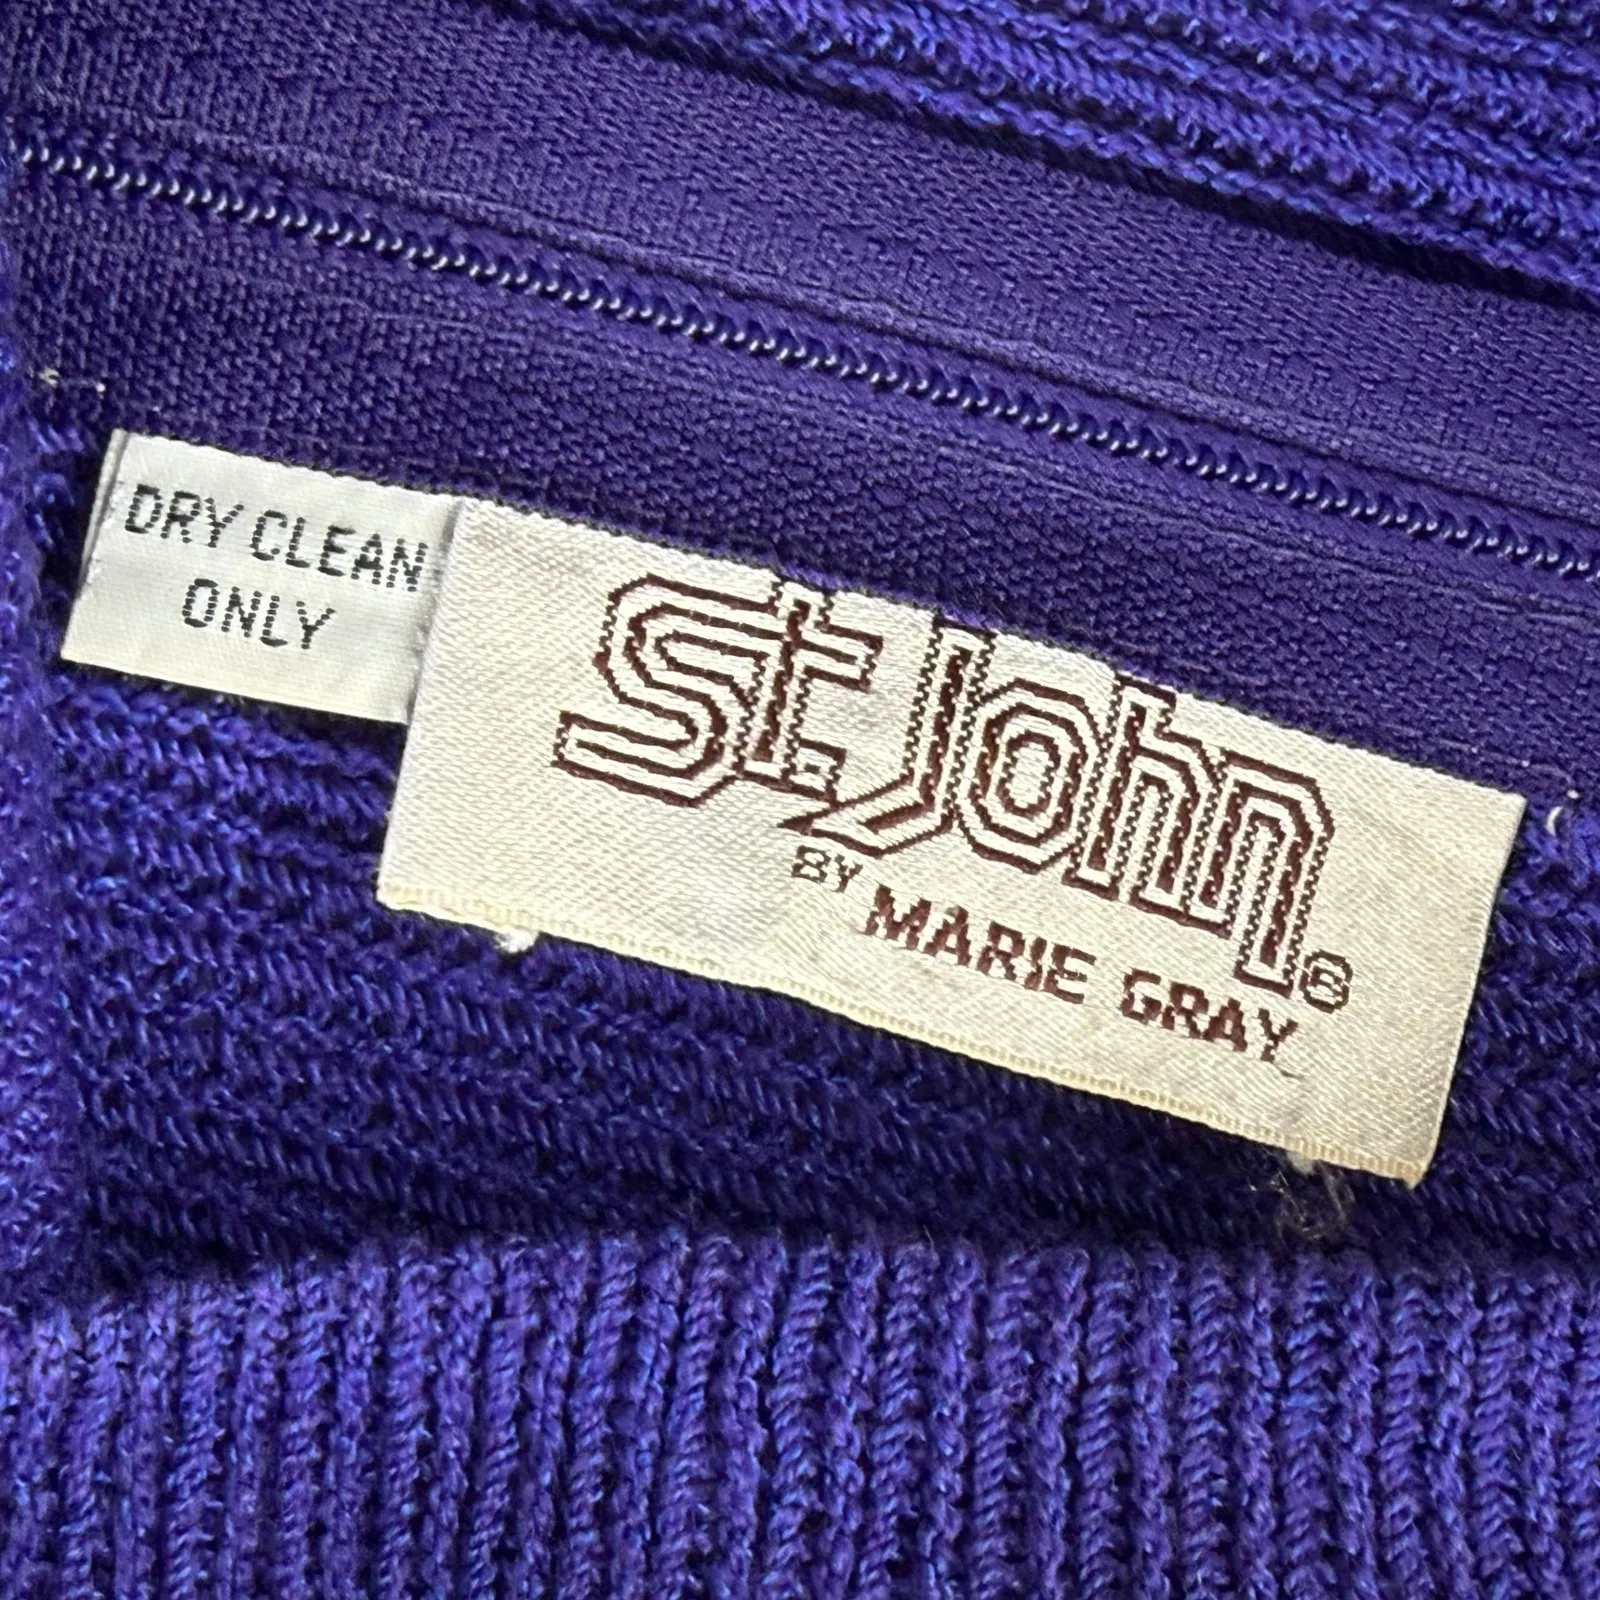 DRY CLEAN
ONLY
St. John®
BY MARIE GRAY